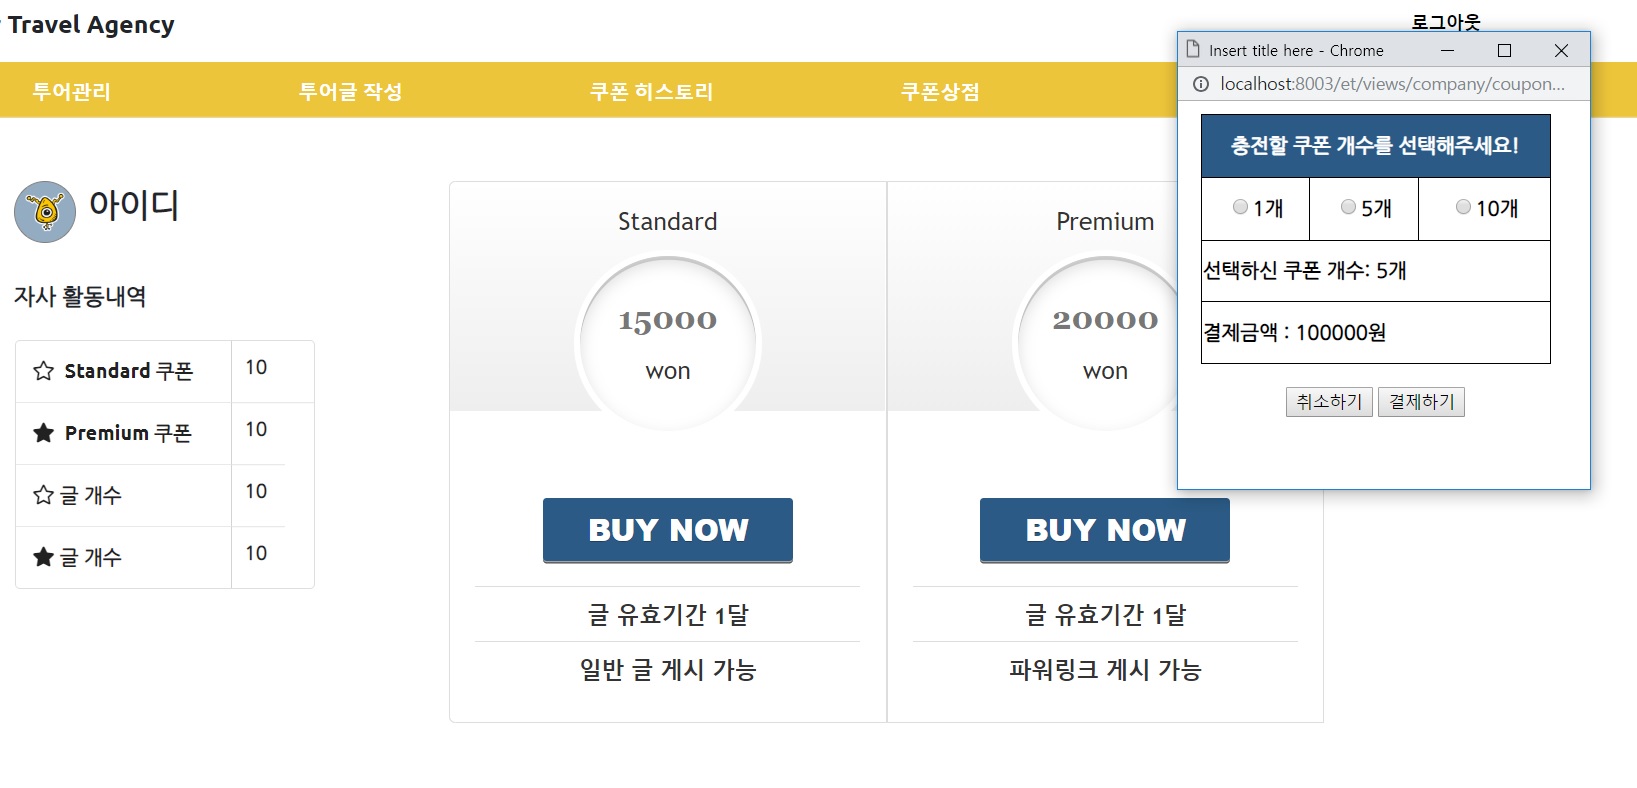 Travel Agency
로그아웃
투어관리
투어글 작성
쿠폰 히스토리
쿠폰상점
아이디
자사 활동내역
Standard 쿠폰 10
Premium 쿠폰 10
글 개수 10
글 개수 10
Standard
15000
won
BUY NOW
글 유효기간 1달
일반 글 게시 가능
Premium
20000
won
BUY NOW
글 유효기간 1달
파워링크 게시 가능
Insert title here - Chrome
localhost:8003/et/views/company/coupon...
충전할 쿠폰 개수를 선택해주세요!
1개 5개 10개
선택하신 쿠폰 개수: 5개
결제금액 : 100000원
취소하기 결제하기